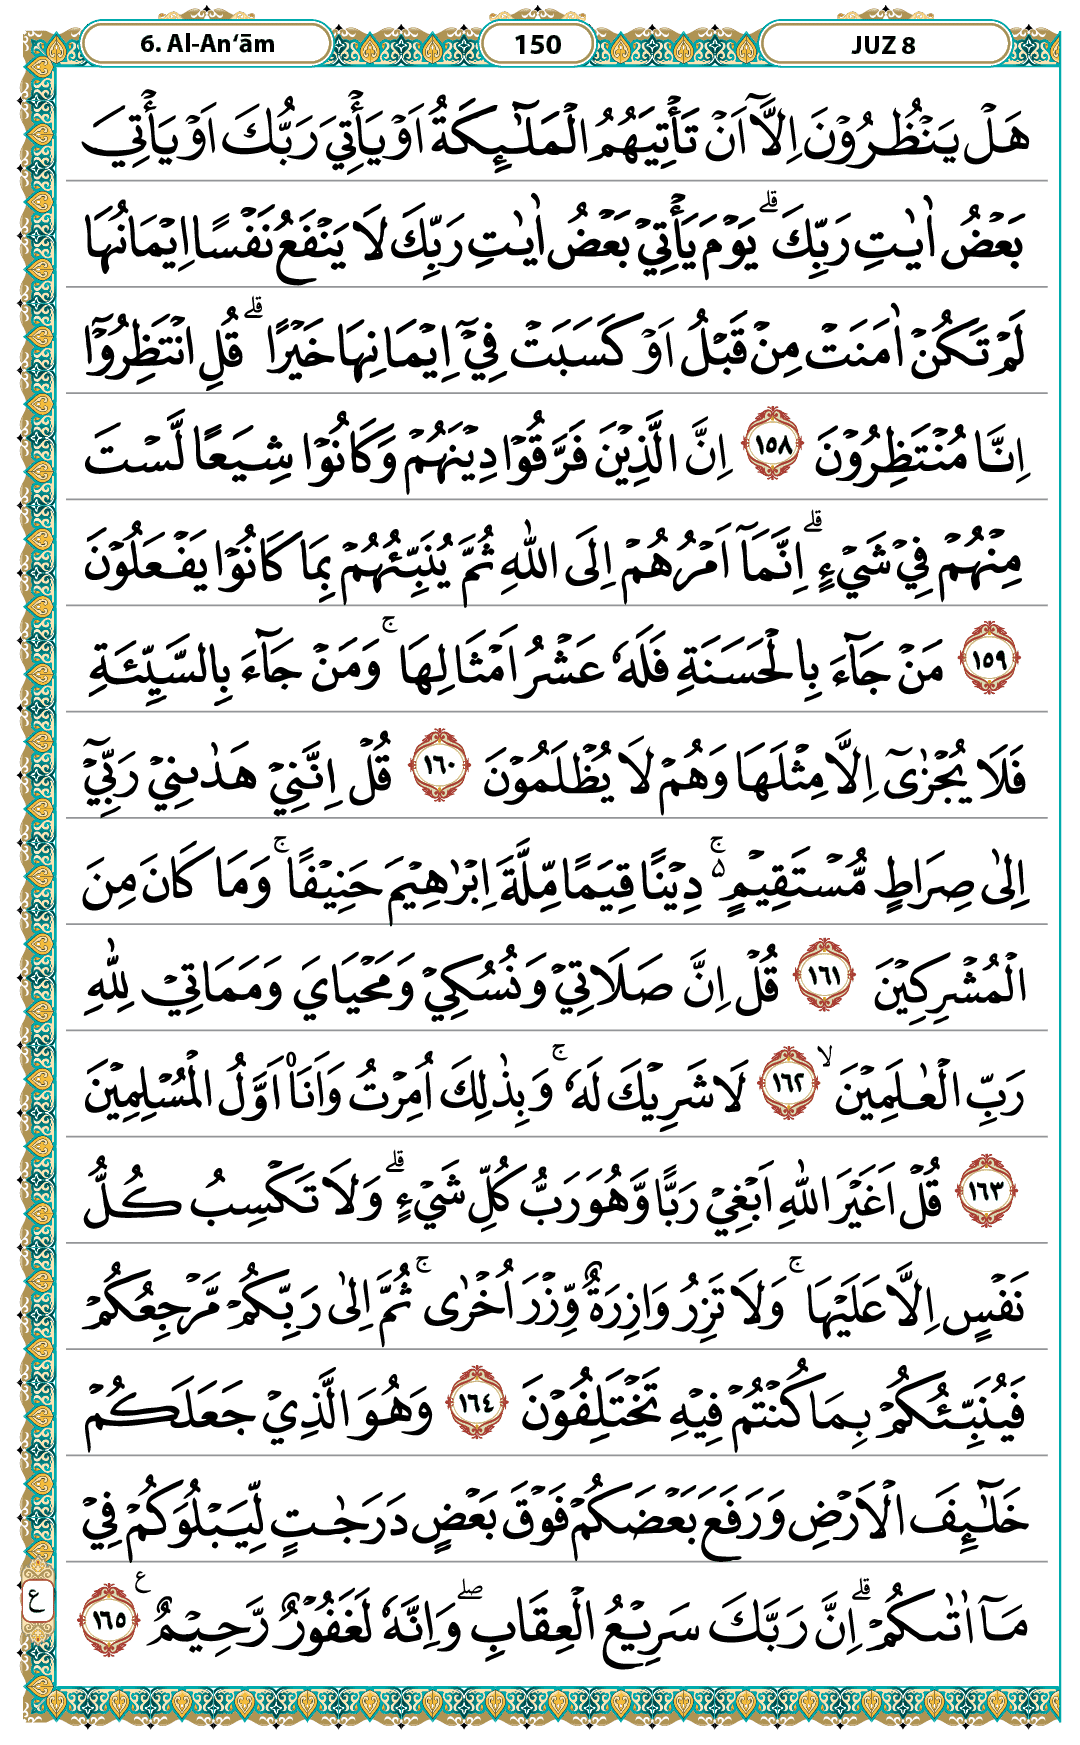 6. Al-An‘ām
150
JUZ 8
هَلْ يَنْظُرُوْنَ اِلَّآ اَنْ تَأْتِيَهُمُ الْمَلٰۤىِٕكَةُ اَوْ يَأْتِيَ رَبُّكَ اَوْ يَأْتِيَ
بَعْضُ اٰيٰتِ رَبِّكَ ۗ يَوْمَ يَأْتِيْ بَعْضُ اٰيٰتِ رَبِّكَ لَا يَنْفَعُ نَفْسًا اِيْمَانُهَا
لَمْ تَكُنْ اٰمَنَتْ مِنْ قَبْلُ اَوْ كَسَبَتْ فِيْٓ اِيْمَانِهَا خَيْرًا ۗ قُلِ انْتَظِرُوْٓا
اِنَّا مُنْتَظِرُوْنَ ١٥٨ اِنَّ الَّذِيْنَ فَرَّقُوْا دِيْنَهُمْ وَكَانُوْا شِيَعًا لَّسْتَ
مِنْهُمْ فِيْ شَيْءٍ ۗ اِنَّمَآ اَمْرُهُمْ اِلَى اللّٰهِ ثُمَّ يُنَبِّئُهُمْ بِمَا كَانُوْا يَفْعَلُوْنَ
١٥٩ مَنْ جَاۤءَ بِالْحَسَنَةِ فَلَهٗ عَشْرُ اَمْثَالِهَا ۚ وَمَنْ جَاۤءَ بِالسَّيِّئَةِ
فَلَا يُجْزٰٓى اِلَّا مِثْلَهَا وَهُمْ لَا يُظْلَمُوْنَ ١٦٠ قُلْ اِنَّنِيْ هَدٰىنِيْ رَبِّيْٓ
اِلٰى صِرَاطٍ مُّسْتَقِيْمٍ ۛۚ دِيْنًا قِيَمًا مِّلَّةَ اِبْرٰهِيْمَ حَنِيْفًا ۚ وَمَا كَانَ مِنَ
الْمُشْرِكِيْنَ ١٦١ قُلْ اِنَّ صَلَاتِيْ وَنُسُكِيْ وَمَحْيَايَ وَمَمَاتِيْ لِلّٰهِ
رَبِّ الْعٰلَمِيْنَ ۙ ١٦٢ لَا شَرِيْكَ لَهٗ ۚ وَبِذٰلِكَ اُمِرْتُ وَاَنَا۠ اَوَّلُ الْمُسْلِمِيْنَ
١٦٣ قُلْ اَغَيْرَ اللّٰهِ اَبْغِيْ رَبًّا وَّهُوَ رَبُّ كُلِّ شَيْءٍ ۗ وَلَا تَكْسِبُ كُلُّ
نَفْسٍ اِلَّا عَلَيْهَا ۚ وَلَا تَزِرُ وَازِرَةٌ وِّزْرَ اُخْرٰى ۚ ثُمَّ اِلٰى رَبِّكُمْ مَّرْجِعُكُمْ
فَيُنَبِّئُكُمْ بِمَا كُنْتُمْ فِيْهِ تَخْتَلِفُوْنَ ١٦٤ وَهُوَ الَّذِيْ جَعَلَكُمْ
خَلٰۤىِٕفَ الْاَرْضِ وَرَفَعَ بَعْضَكُمْ فَوْقَ بَعْضٍ دَرَجٰتٍ لِّيَبْلُوَكُمْ فِيْ
مَآ اٰتٰىكُمْ ۗ اِنَّ رَبَّكَ سَرِيْعُ الْعِقَابِ ۖ وَاِنَّهٗ لَغَفُوْرٌ رَّحِيْمٌ ࣖ ١٦٥
ع